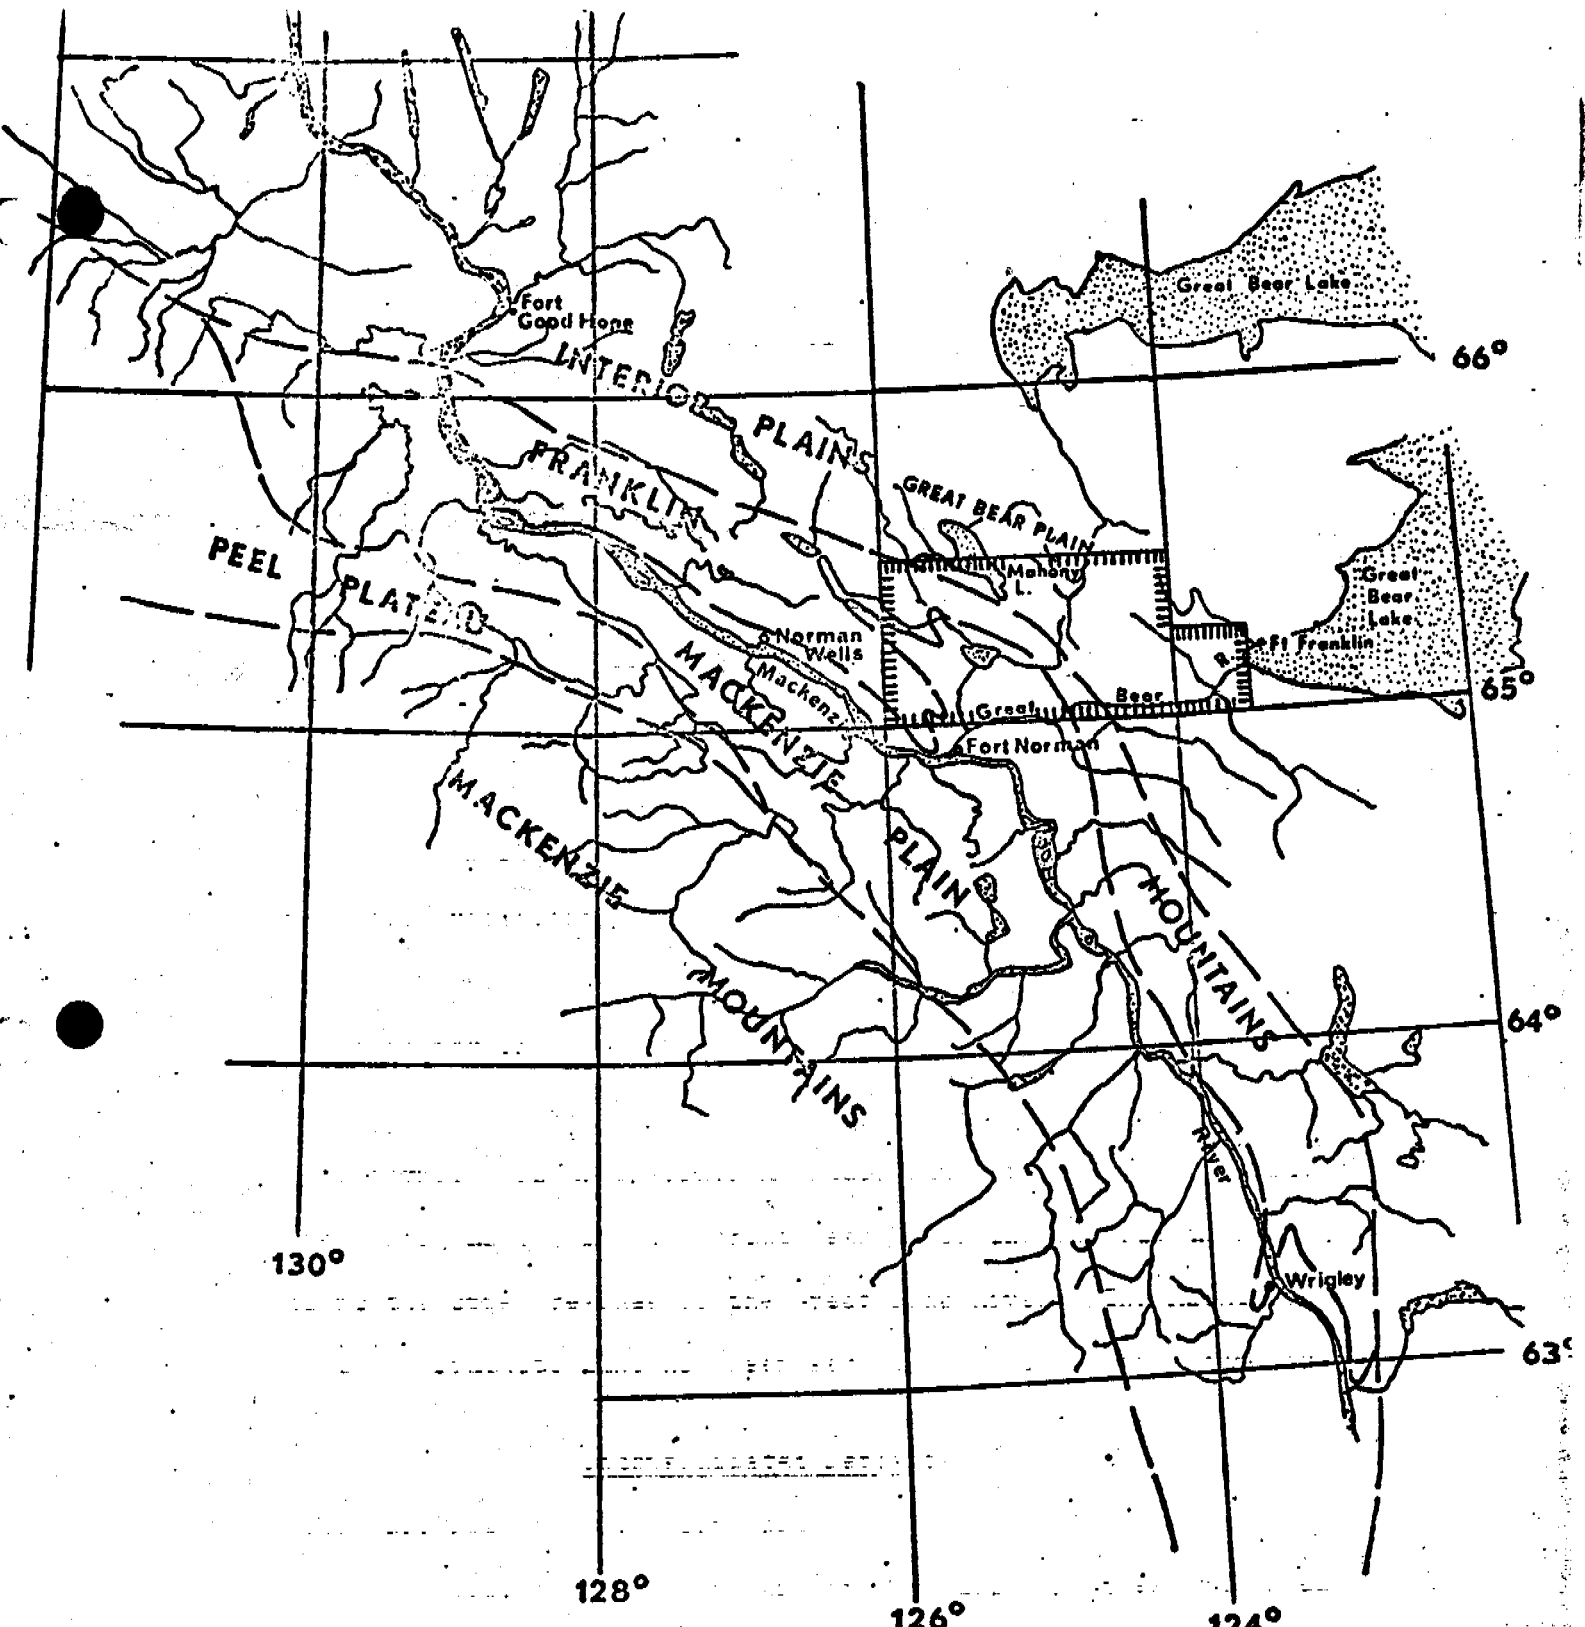 Great Bear Lake
Fort
Good Hope
66°
INTERIOR
PLAINS
FRANKLIN
GREAT BEAR PLAIN
PEEL
PLATEAU
Mahony
L.
Great
Bear
Lake
Norman
Wells
Ft Franklin
R.
MACKENZIE
Mackenzie
65°
Great
Bear
Fort Norman
MACKENZIE
PLAIN
MOUNTAINS
MOUNTAINS
64°
River
130°
Wrigley
63°
128°
126°
124°